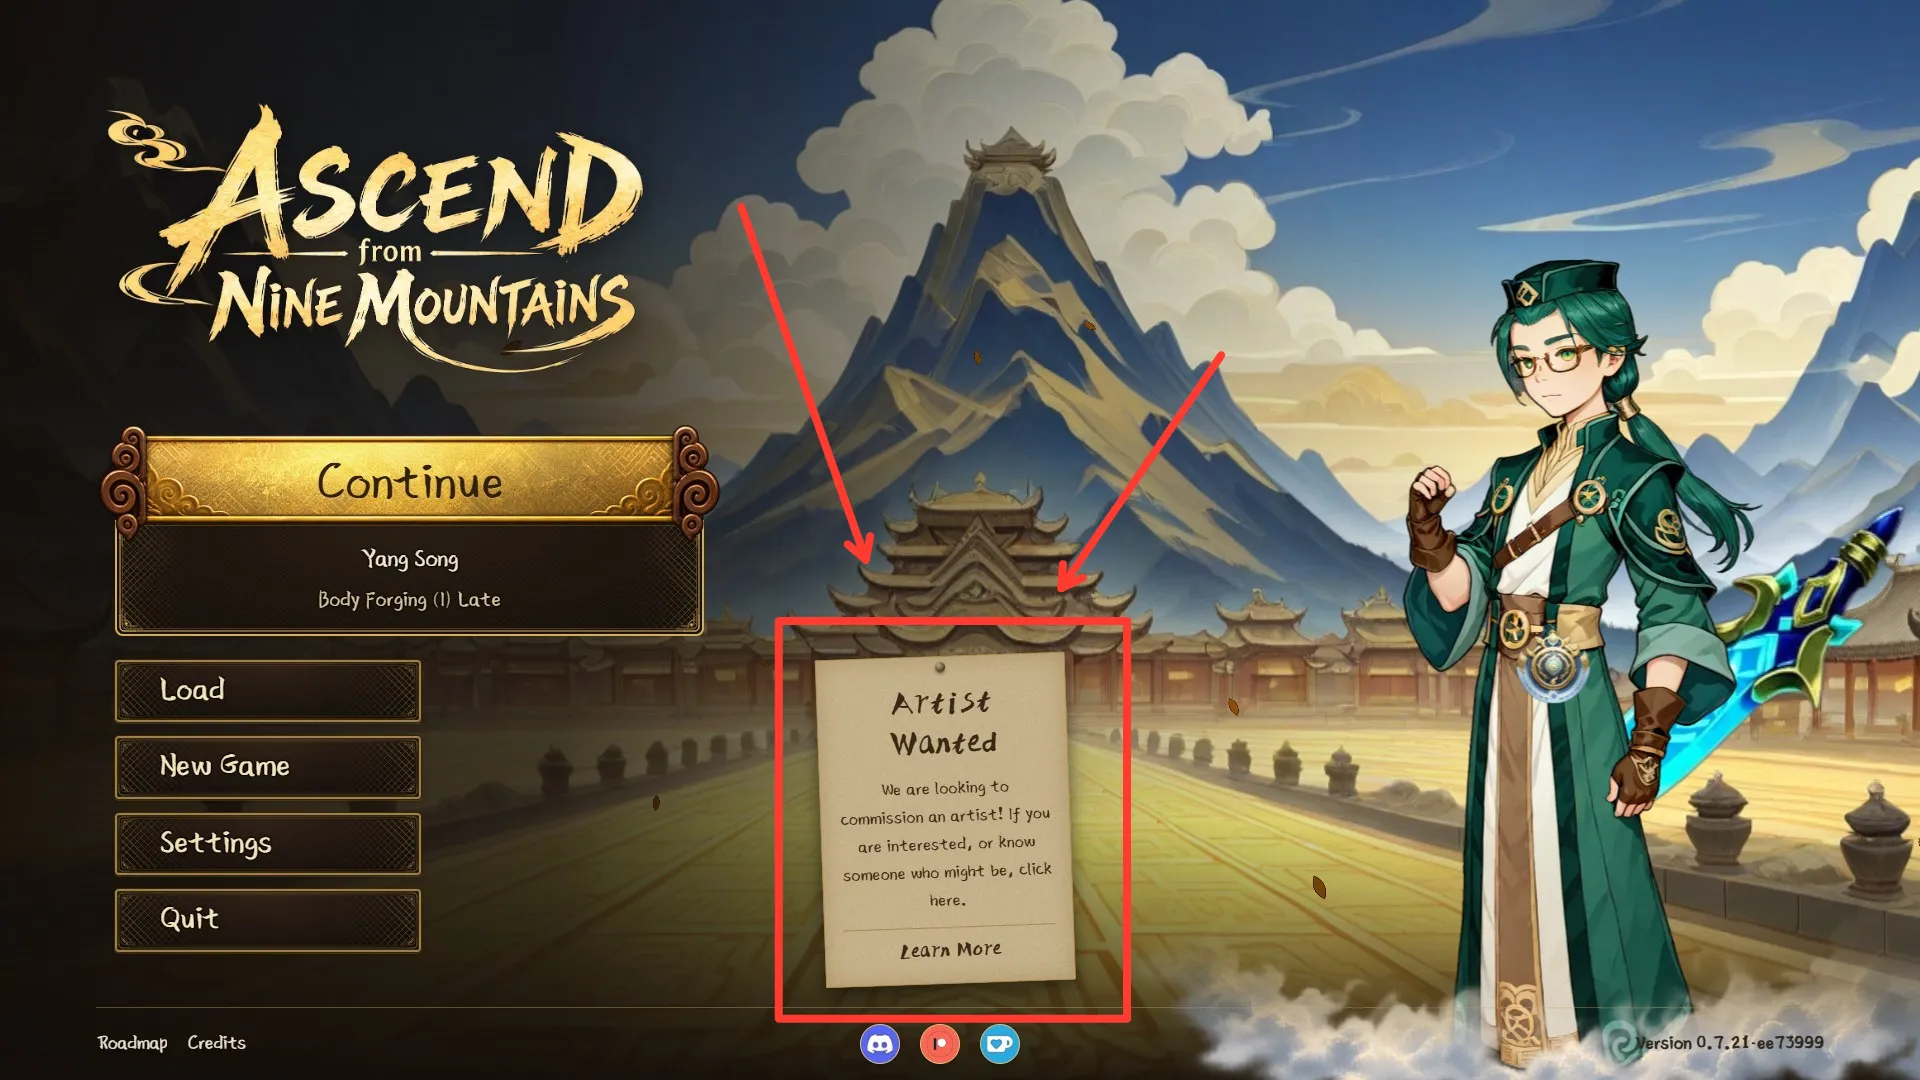 ASCEND
from
NINE MOUNTAINS
Continue
Yang Song
Body Forging (I) Late
Load
New Game
Settings
Quit
Artist
Wanted
We are looking to
commission an artist! If you
are interested, or know
someone who might be, click
here.
Learn More
Roadmap Credits
Version 0.7.21-ee73999